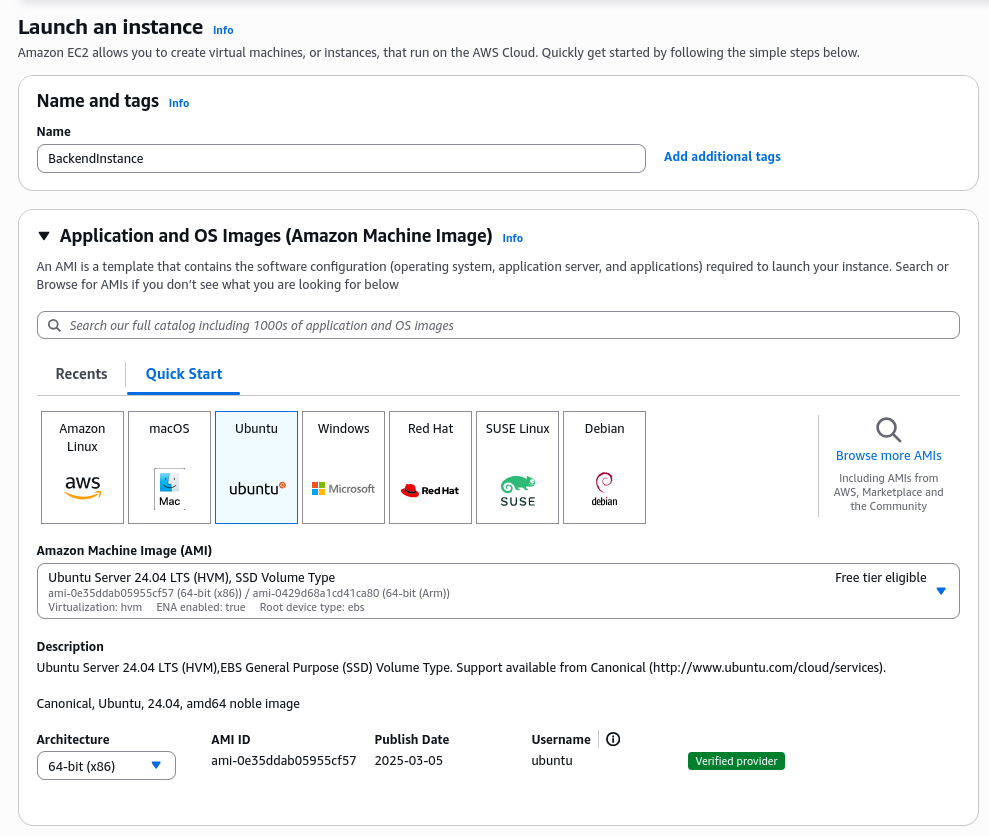 Launch an instance Info
Amazon EC2 allows you to create virtual machines, or instances, that run on the AWS Cloud. Quickly get started by following the simple steps below.
Name and tags Info
Name
BackendInstance
Add additional tags
Application and OS Images (Amazon Machine Image) Info
An AMI is a template that contains the software configuration (operating system, application server, and applications) required to launch your instance. Search or
Browse for AMIs if you don’t see what you are looking for below
Search our full catalog including 1000s of application and OS images
Recents
Quick Start
Amazon
Linux
aws
macOS
Mac
Ubuntu
ubuntu
Windows
Microsoft
Red Hat
Red Hat
SUSE Linux
SUSE
Debian
debian
Browse more AMIs
Including AMIs from
AWS, Marketplace and
the Community
Amazon Machine Image (AMI)
Ubuntu Server 24.04 LTS (HVM), SSD Volume Type
Free tier eligible
ami-0e35ddab05955cf57 (64-bit (x86)) / ami-0429d68a1cd41ca80 (64-bit (Arm))
Virtualization: hvm ENA enabled: true Root device type: ebs
Description
Ubuntu Server 24.04 LTS (HVM),EBS General Purpose (SSD) Volume Type. Support available from Canonical (http://www.ubuntu.com/cloud/services).
Canonical, Ubuntu, 24.04, amd64 noble image
Architecture
64-bit (x86)
AMI ID
ami-0e35ddab05955cf57
Publish Date
2025-03-05
Username
ubuntu
Verified provider